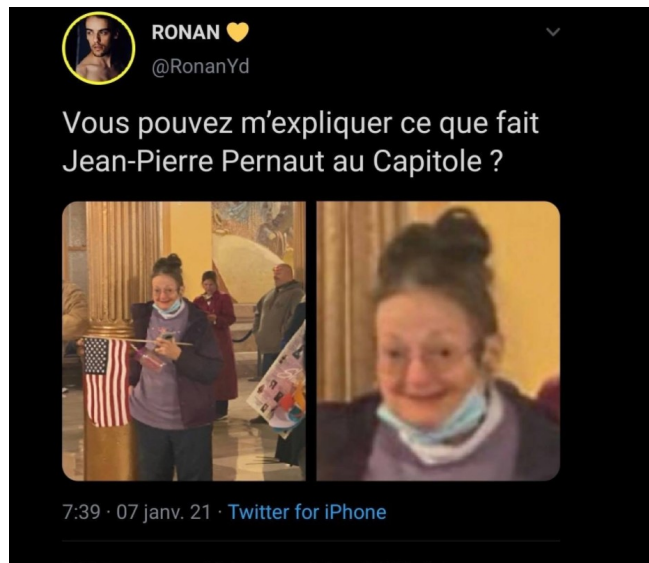 RONAN 💛
@RonanYd
Vous pouvez m'expliquer ce que fait
Jean-Pierre Pernaut au Capitole ?
7:39 · 07 janv. 21 · Twitter for iPhone